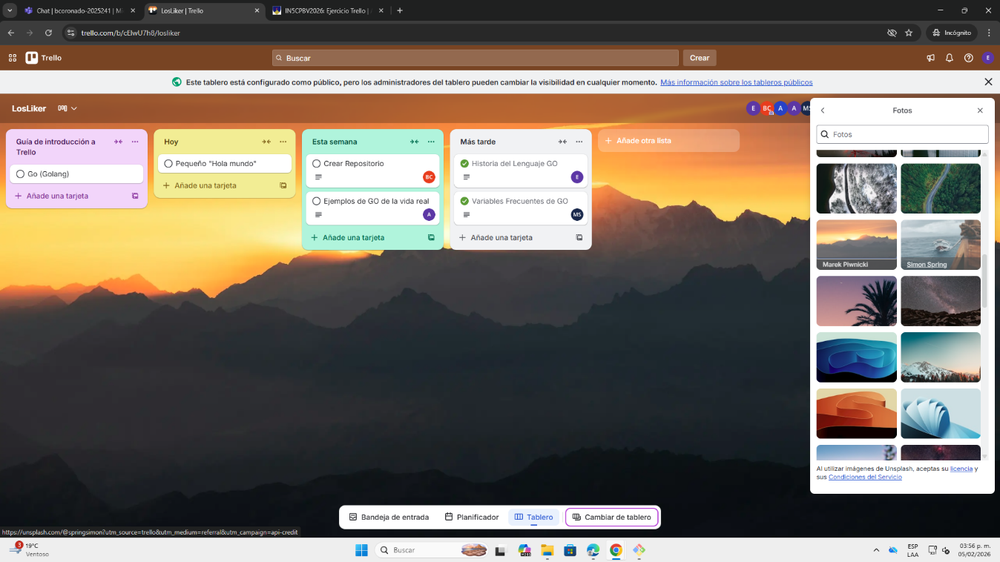 Chat | bcoronado-2025241 | Mi
LosLiker | Trello
IN5CPBV2026: Ejercicio Trello | A
trello.com/b/cElwU7h8/losliker
Incógnito
Trello
Buscar
Crear
E
Este tablero está configurado como público, pero los administradores del tablero pueden cambiar la visibilidad en cualquier momento. Más información sobre los tableros públicos
LosLiker
E BC A A MS
Guía de introducción a Trello
Go (Golang)
Añade una tarjeta
Hoy
Pequeño "Hola mundo"
Añade una tarjeta
Esta semana
Crear Repositorio
BC
Ejemplos de GO de la vida real
A
Añade una tarjeta
Más tarde
Historia del Lenguaje GO
E
Variables Frecuentes de GO
MS
Añade una tarjeta
Añade otra lista
Fotos
Fotos
Marek Piwnicki
Simon Spring
Al utilizar imágenes de Unsplash, aceptas su licencia y
sus Condiciones del Servicio
Bandeja de entrada
Planificador
Tablero
Cambiar de tablero
https://unsplash.com/@springsimon?utm_source=trello&utm_medium=referral&utm_campaign=api-credit
3
19°C
Ventoso
Buscar
M365
ESP
LAA
03:56 p. m.
05/02/2026